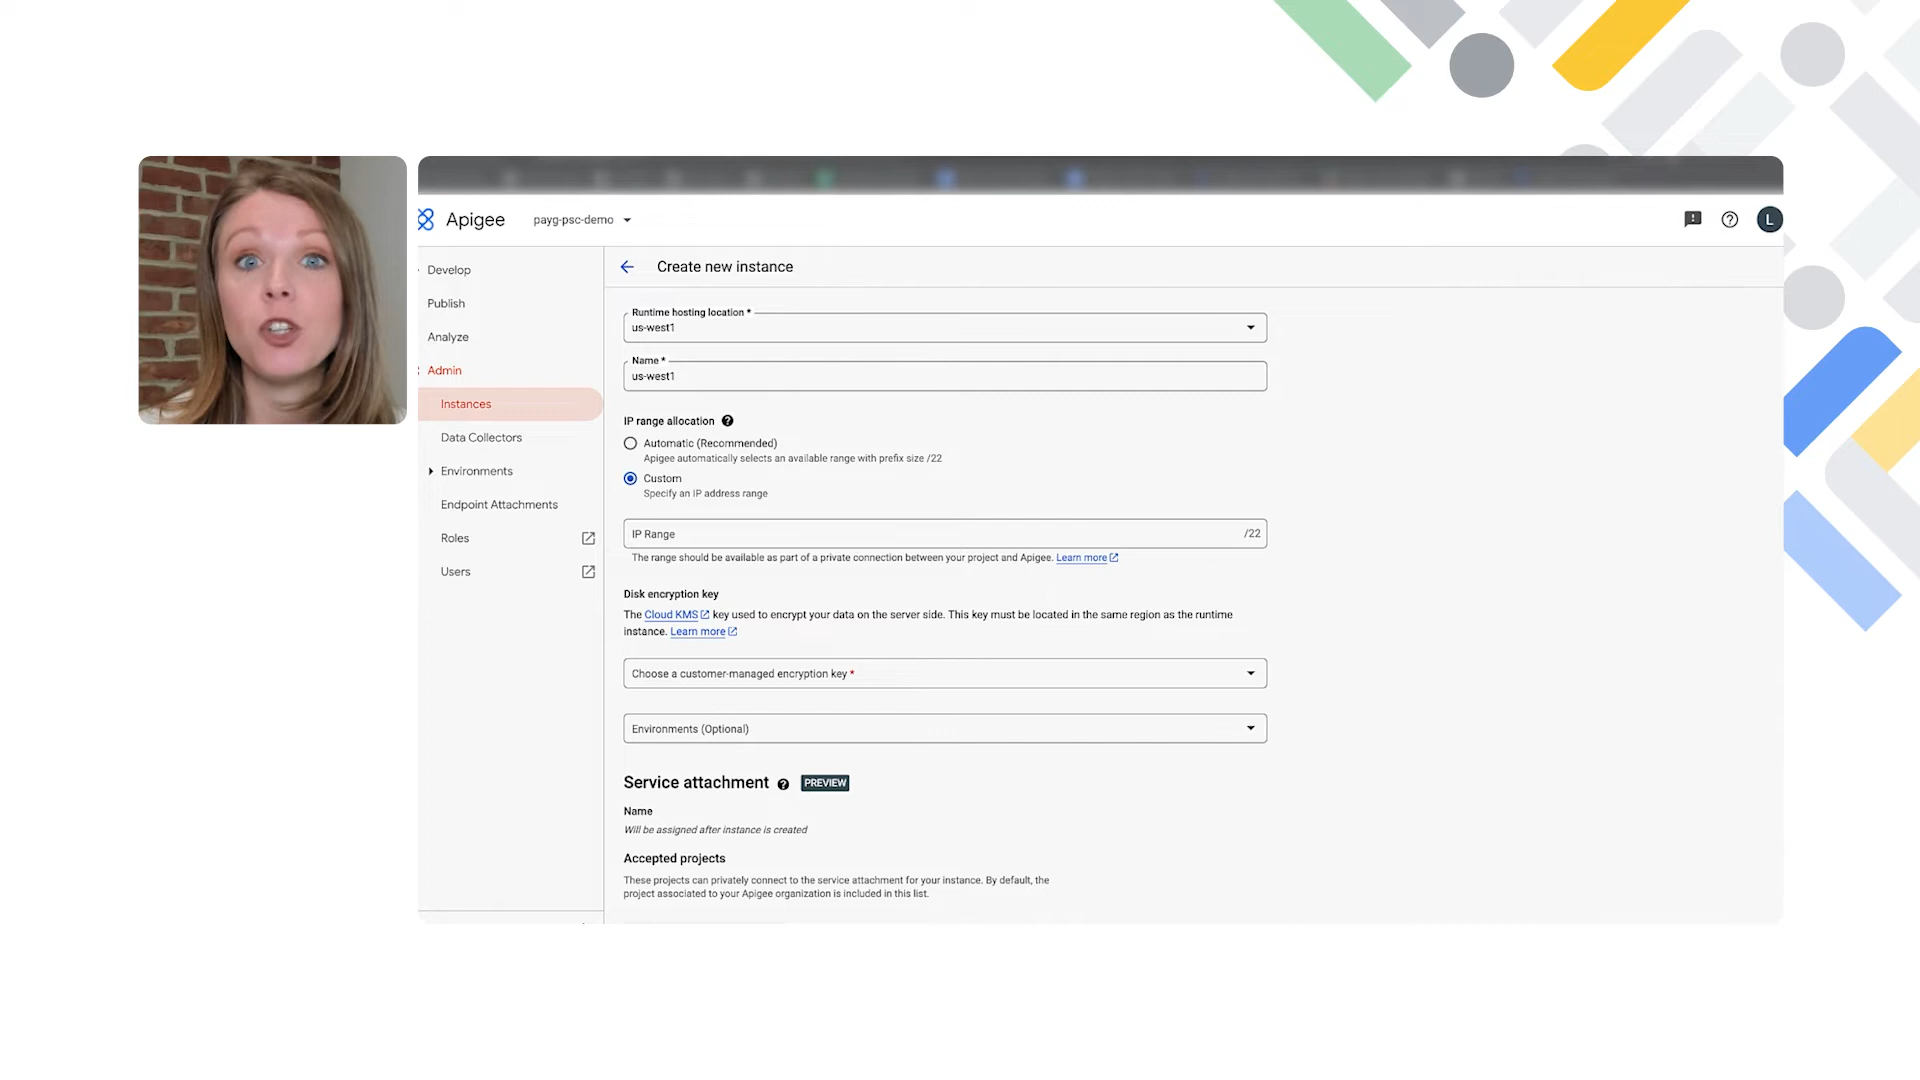 Apigee
payg-psc-demo
L
Develop
Publish
Analyze
Admin
Instances
Data Collectors
Environments
Endpoint Attachments
Roles
Users
Create new instance
Runtime hosting location *
us-west1
Name *
us-west1
IP range allocation
Automatic (Recommended)
Apigee automatically selects an available range with prefix size /22
Custom
Specify an IP address range
IP Range /22
The range should be available as part of a private connection between your project and Apigee. Learn more
Disk encryption key
The Cloud KMS key used to encrypt your data on the server side. This key must be located in the same region as the runtime
instance. Learn more
Choose a customer-managed encryption key *
Environments (Optional)
Service attachment PREVIEW
Name
Will be assigned after instance is created
Accepted projects
These projects can privately connect to the service attachment for your instance. By default, the
project associated to your Apigee organization is included in this list.